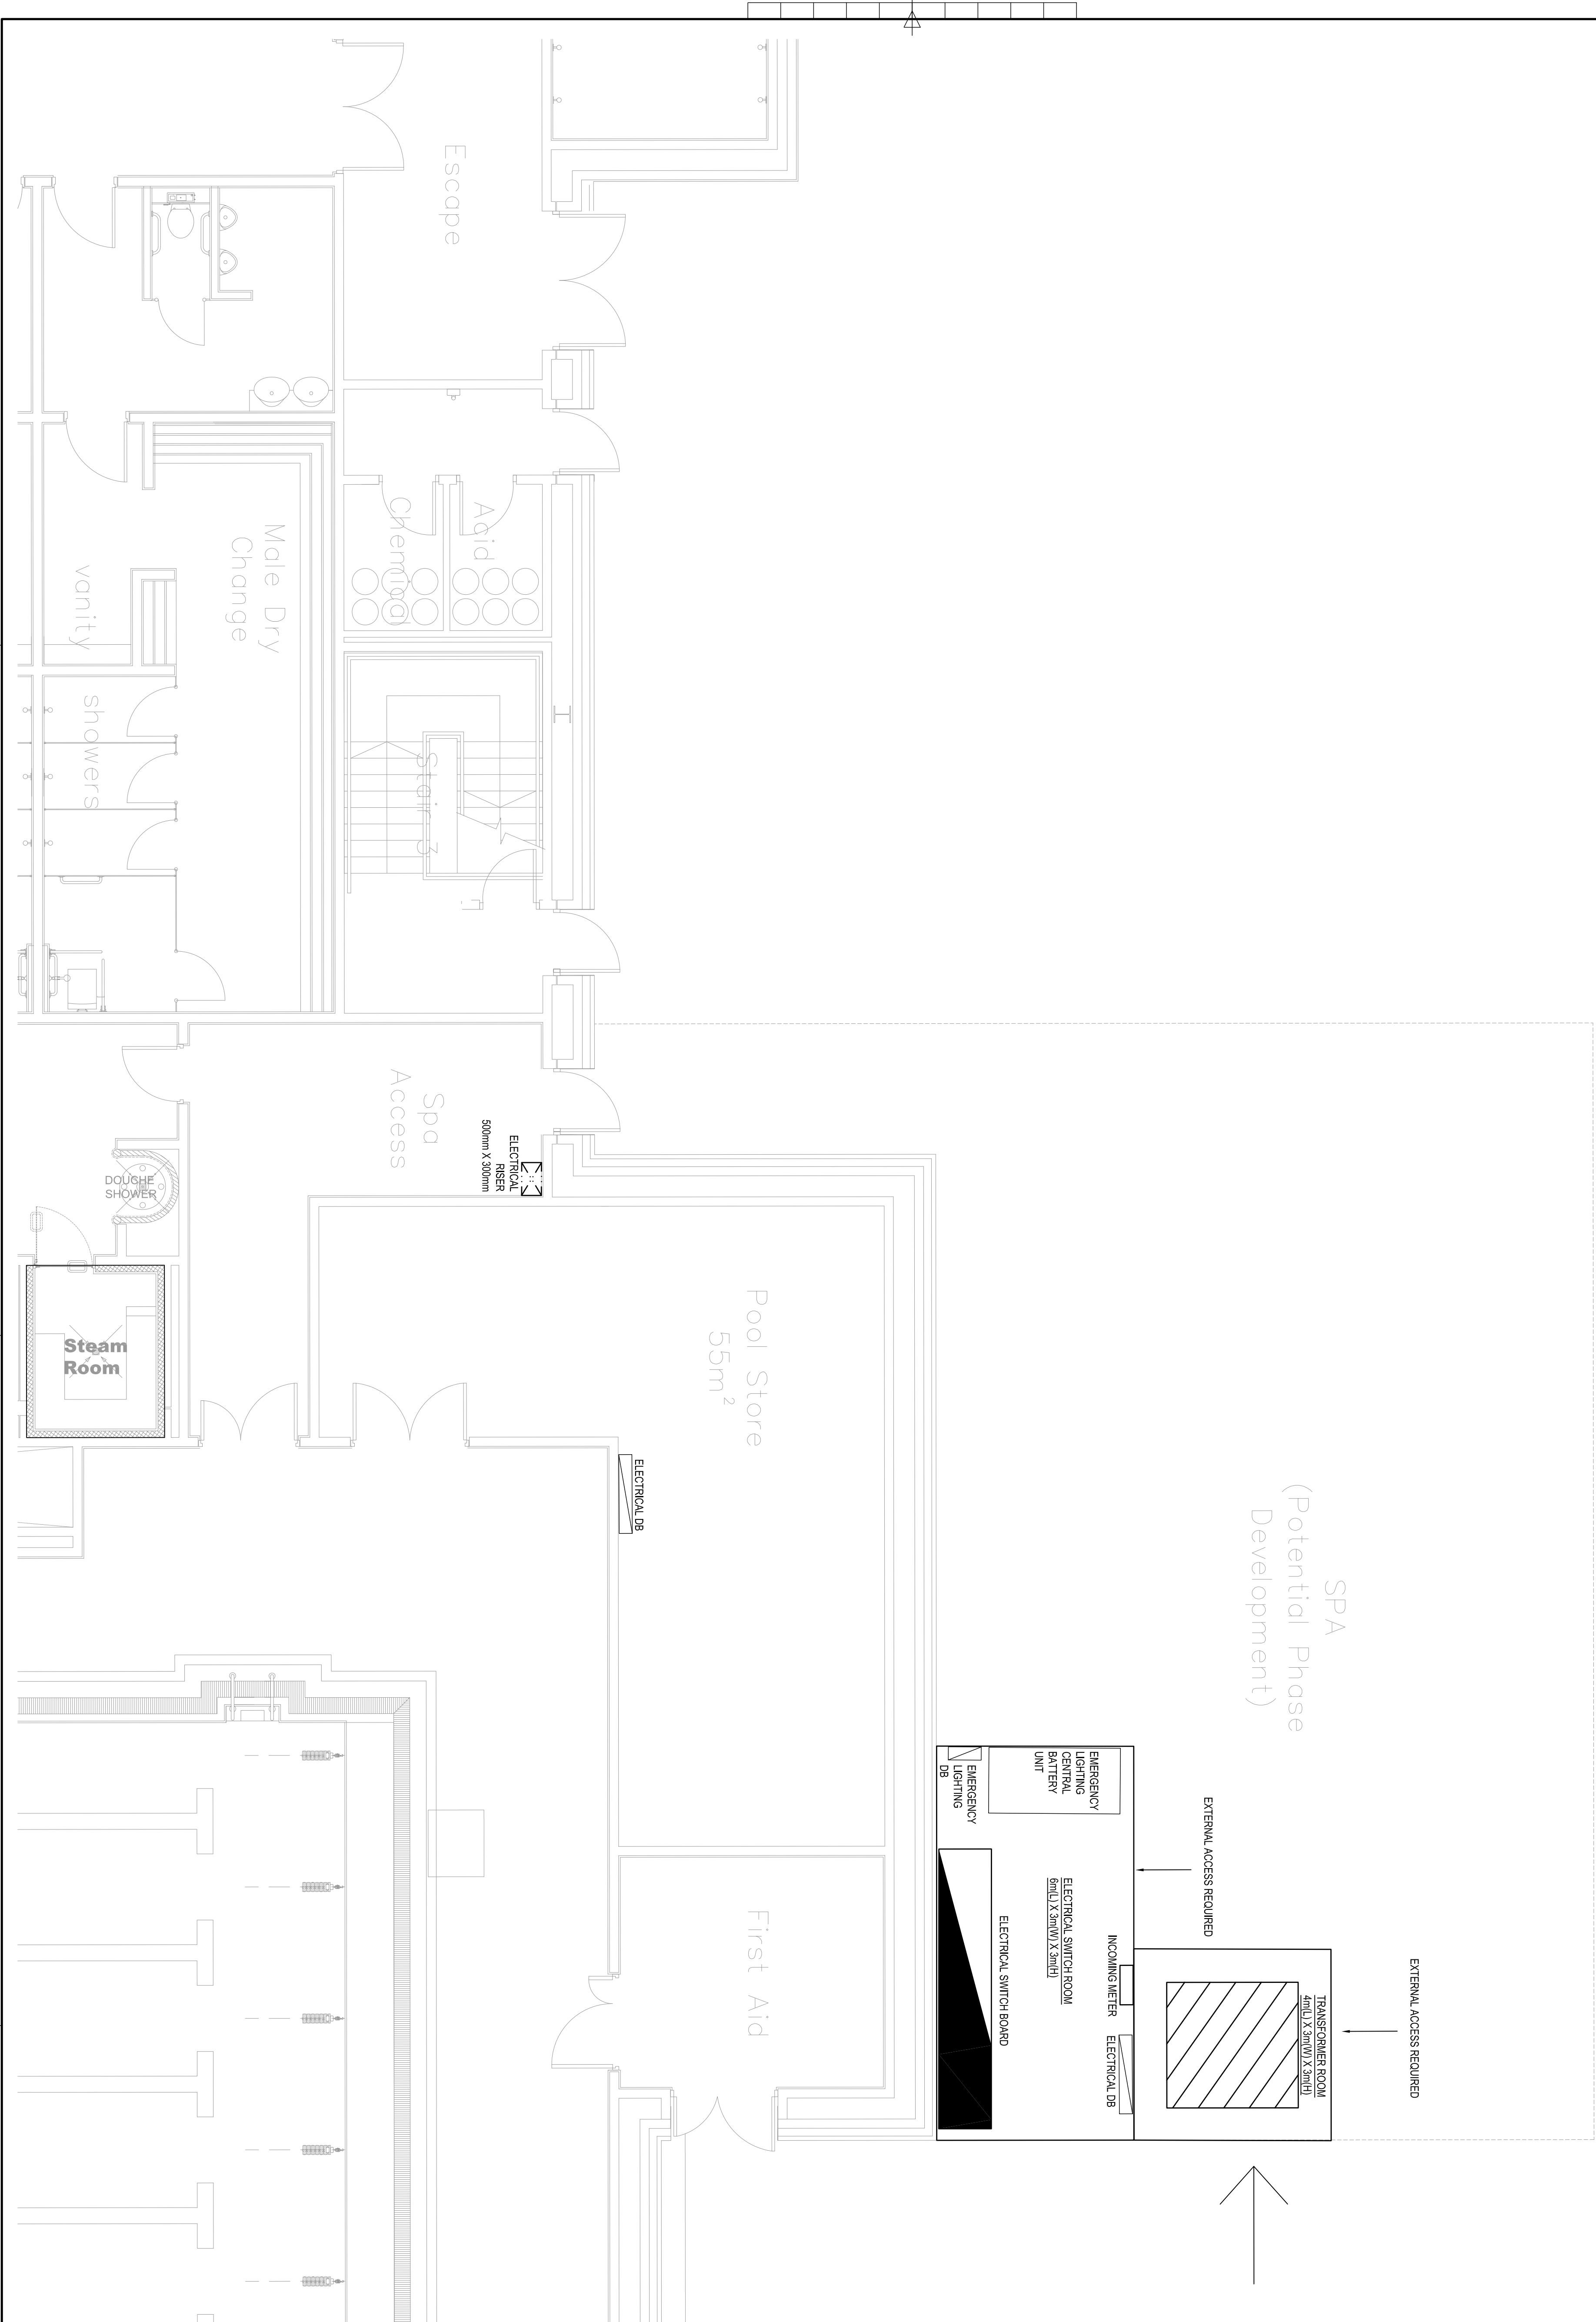 Escape
Acid
Chemical
Male Dry
Change
vanity
showers
Stair 3
Spa
Access
ELECTRICAL
RISER
500mm X 300mm
DOUCHE
SHOWER
Steam
Room
Pool Store
55m²
ELECTRICAL DB
SPA
(Potential Phase
Development)
First Aid
EMERGENCY
LIGHTING
CENTRAL
BATTERY
UNIT
EMERGENCY
LIGHTING
DB
EXTERNAL ACCESS REQUIRED
ELECTRICAL SWITCH ROOM
6m(L) X 3m(W) X 3m(H)
ELECTRICAL SWITCH BOARD
INCOMING METER
ELECTRICAL DB
TRANSFORMER ROOM
4m(L) X 3m(W) X 3m(H)
EXTERNAL ACCESS REQUIRED